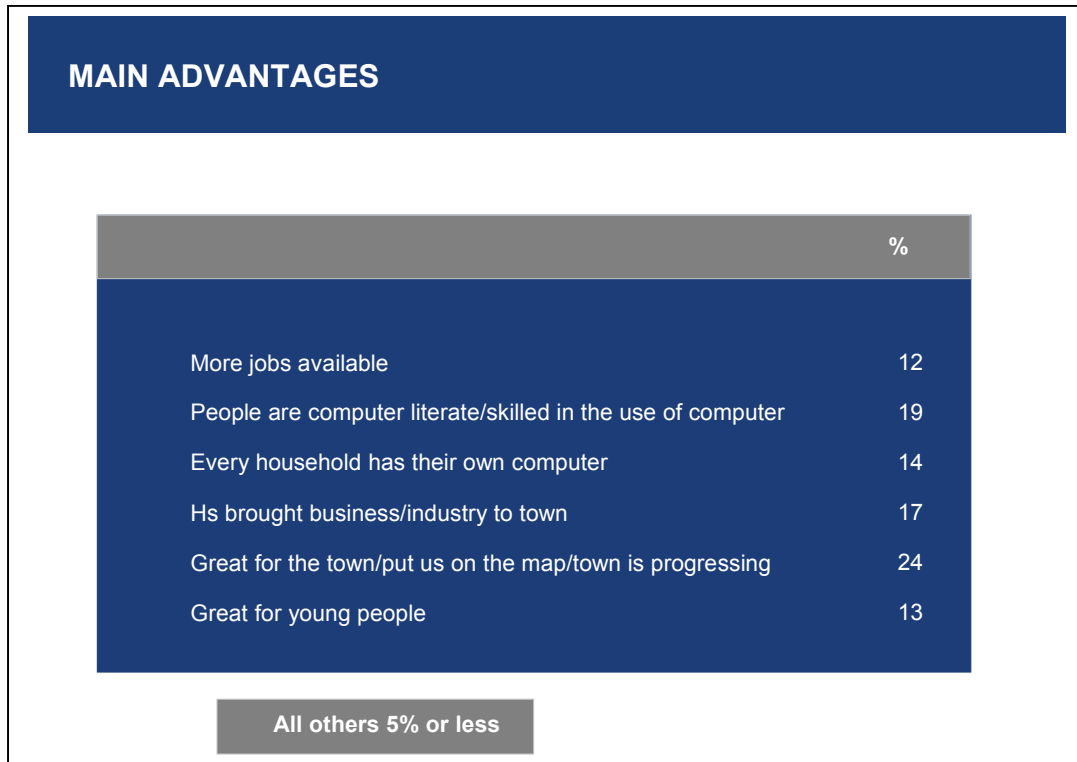 MAIN ADVANTAGES
%
More jobs available 12
People are computer literate/skilled in the use of computer 19
Every household has their own computer 14
Hs brought business/industry to town 17
Great for the town/put us on the map/town is progressing 24
Great for young people 13
All others 5% or less